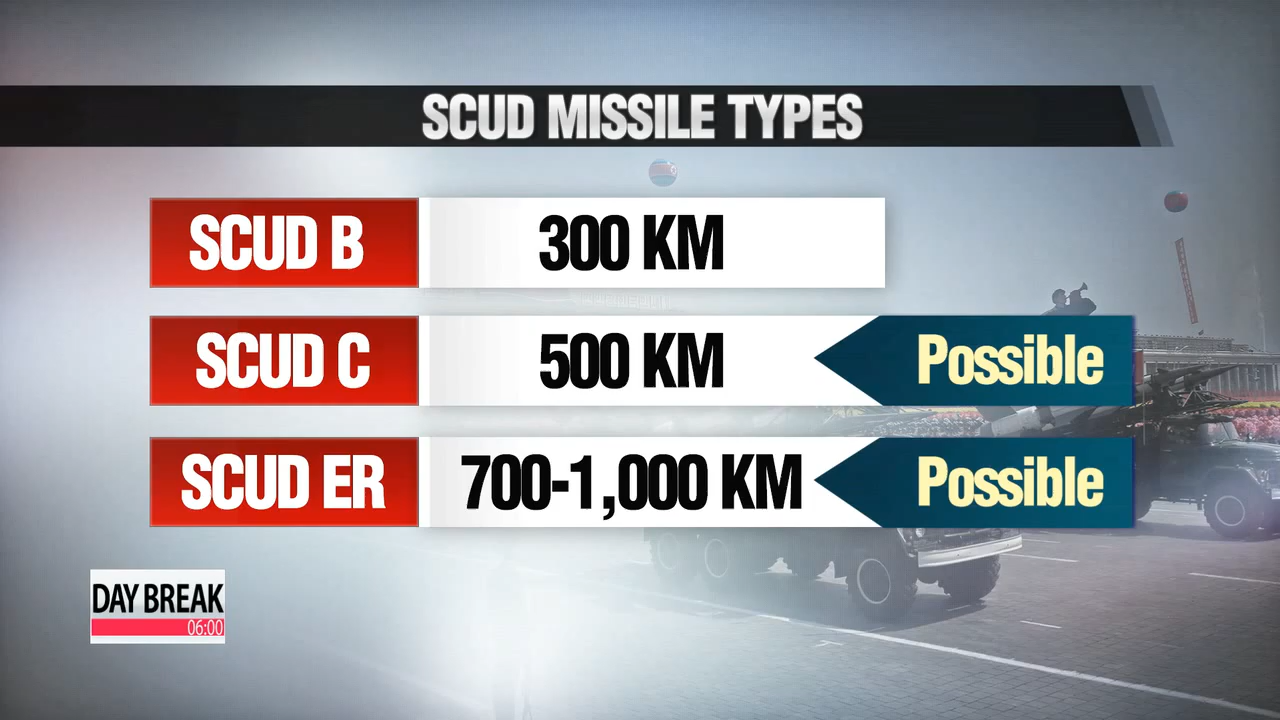 SCUD MISSILE TYPES
SCUD B 300 KM
SCUD C 500 KM Possible
SCUD ER 700-1,000 KM Possible
DAY BREAK
06:00